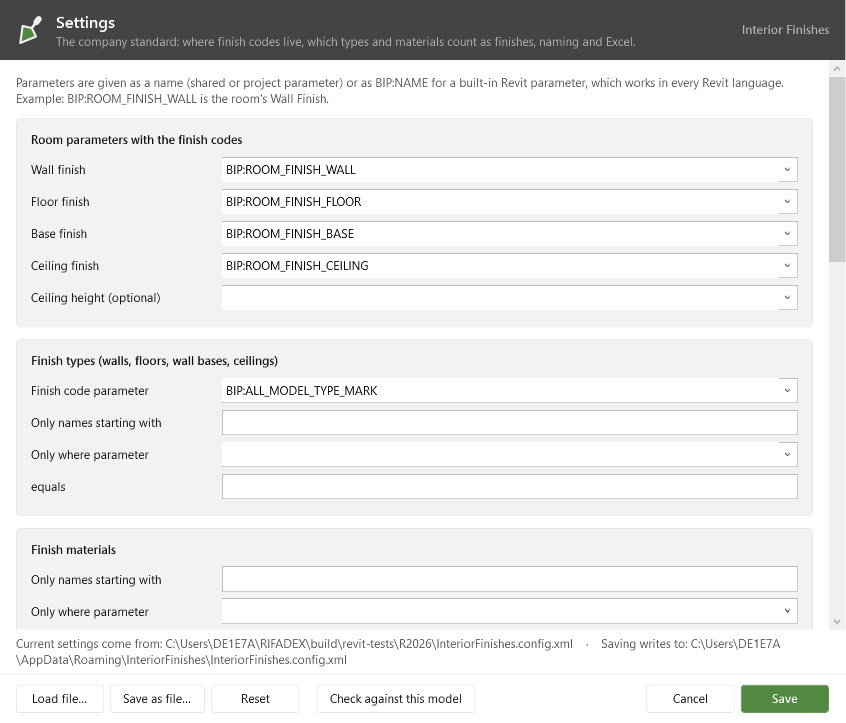 Settings
The company standard: where finish codes live, which types and materials count as finishes, naming and Excel.
Interior Finishes
Parameters are given as a name (shared or project parameter) or as BIP:NAME for a built-in Revit parameter, which works in every Revit language.
Example: BIP:ROOM_FINISH_WALL is the room's Wall Finish.
Room parameters with the finish codes
Wall finish BIP:ROOM_FINISH_WALL
Floor finish BIP:ROOM_FINISH_FLOOR
Base finish BIP:ROOM_FINISH_BASE
Ceiling finish BIP:ROOM_FINISH_CEILING
Ceiling height (optional)
Finish types (walls, floors, wall bases, ceilings)
Finish code parameter BIP:ALL_MODEL_TYPE_MARK
Only names starting with
Only where parameter
equals
Finish materials
Only names starting with
Only where parameter
Current settings come from: C:\Users\DE1E7A\RIFADEX\build\revit-tests\R2026\InteriorFinishes.config.xml · Saving writes to: C:\Users\DE1E7A
\AppData\Roaming\InteriorFinishes\InteriorFinishes.config.xml
Load file... Save as file... Reset Check against this model Cancel Save